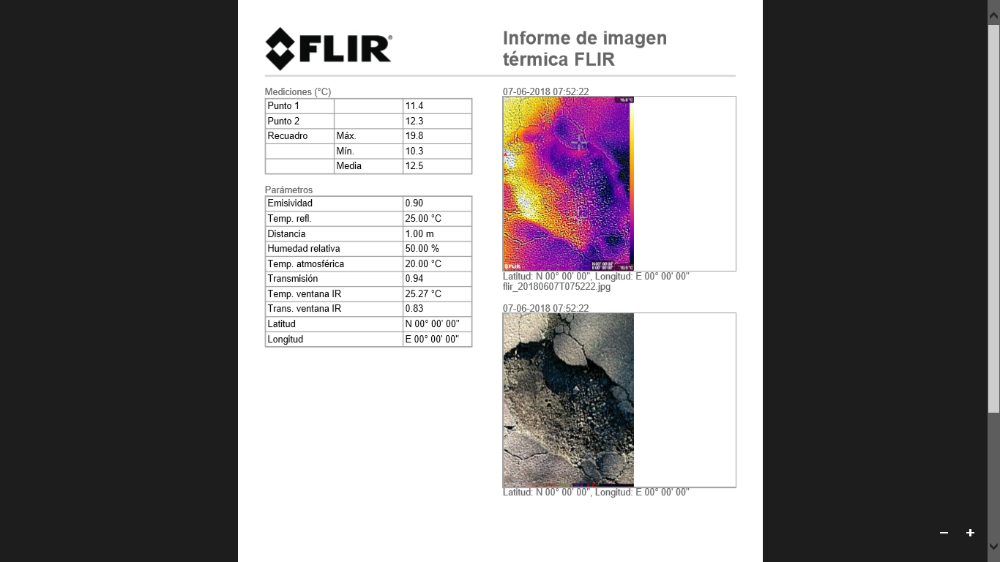 FLIR
Informe de imagen
térmica FLIR
Mediciones (°C)
Punto 1 11.4
Punto 2 12.3
Recuadro Máx. 19.8
Mín. 10.3
Media 12.5
Parámetros
Emisividad 0.90
Temp. refl. 25.00 °C
Distancia 1.00 m
Humedad relativa 50.00 %
Temp. atmosférica 20.00 °C
Transmisión 0.94
Temp. ventana IR 25.27 °C
Trans. ventana IR 0.83
Latitud N 00° 00' 00"
Longitud E 00° 00' 00"
07-06-2018 07:52:22
FLIR
N 00° 00' 00"
E 00° 00' 00"
Latitud: N 00° 00' 00", Longitud: E 00° 00' 00"
flir_20180607T075222.jpg
07-06-2018 07:52:22
Latitud: N 00° 00' 00", Longitud: E 00° 00' 00"